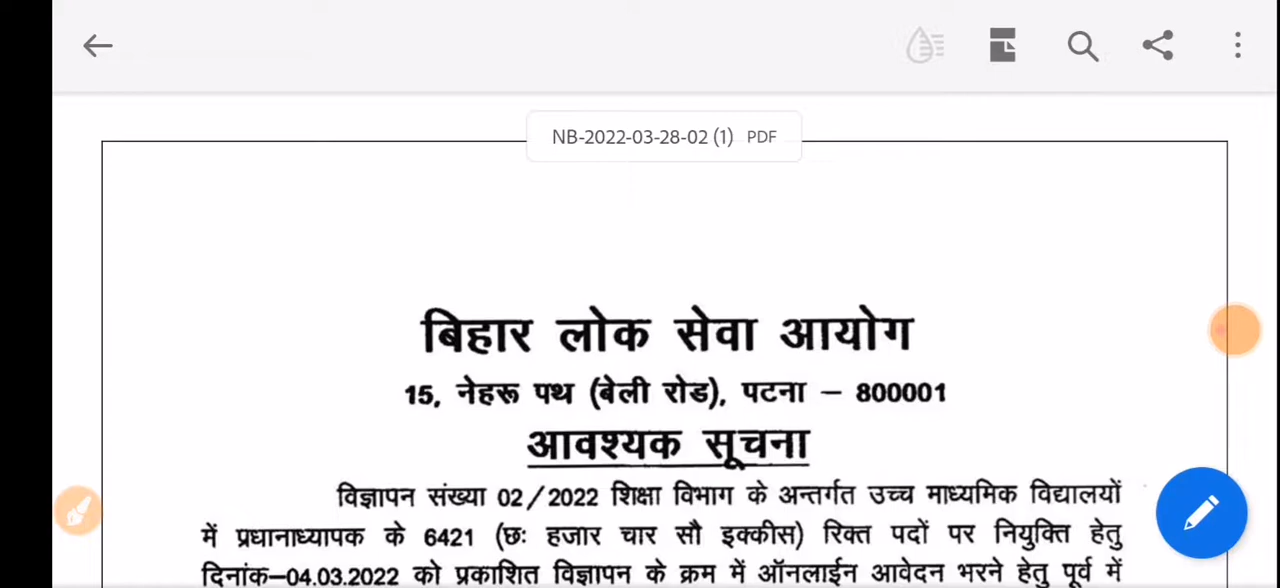 NB-2022-03-28-02 (1) PDF
बिहार लोक सेवा आयोग
15, नेहरू पथ (बेली रोड), पटना – 800001
आवश्यक सूचना
विज्ञापन संख्या 02/2022 शिक्षा विभाग के अन्तर्गत उच्च माध्यमिक विद्यालयों
में प्रधानाध्यापक के 6421 (छः हजार चार सौ इक्कीस) रिक्त पदों पर नियुक्ति हेतु
दिनांक–04.03.2022 को प्रकाशित विज्ञापन के क्रम में ऑनलाईन आवेदन भरने हेतु पूर्व में